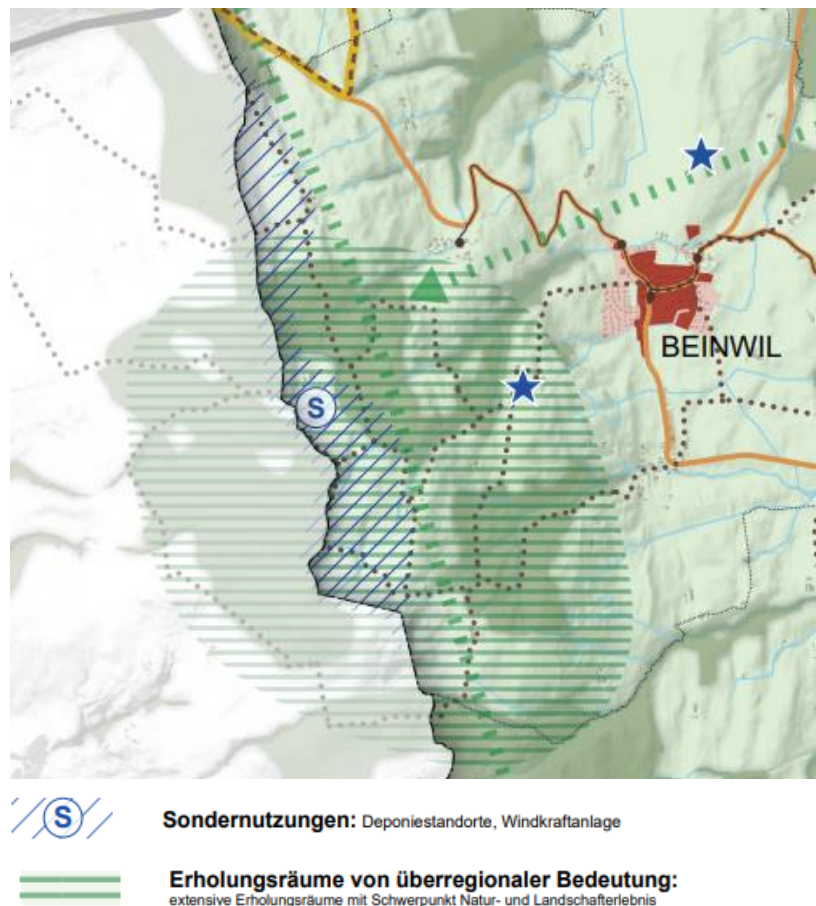 S
BEINWIL
S
Sondernutzungen: Deponiestandorte, Windkraftanlage
Erholungsräume von überregionaler Bedeutung:
extensive Erholungsräume mit Schwerpunkt Natur- und Landschafterlebnis